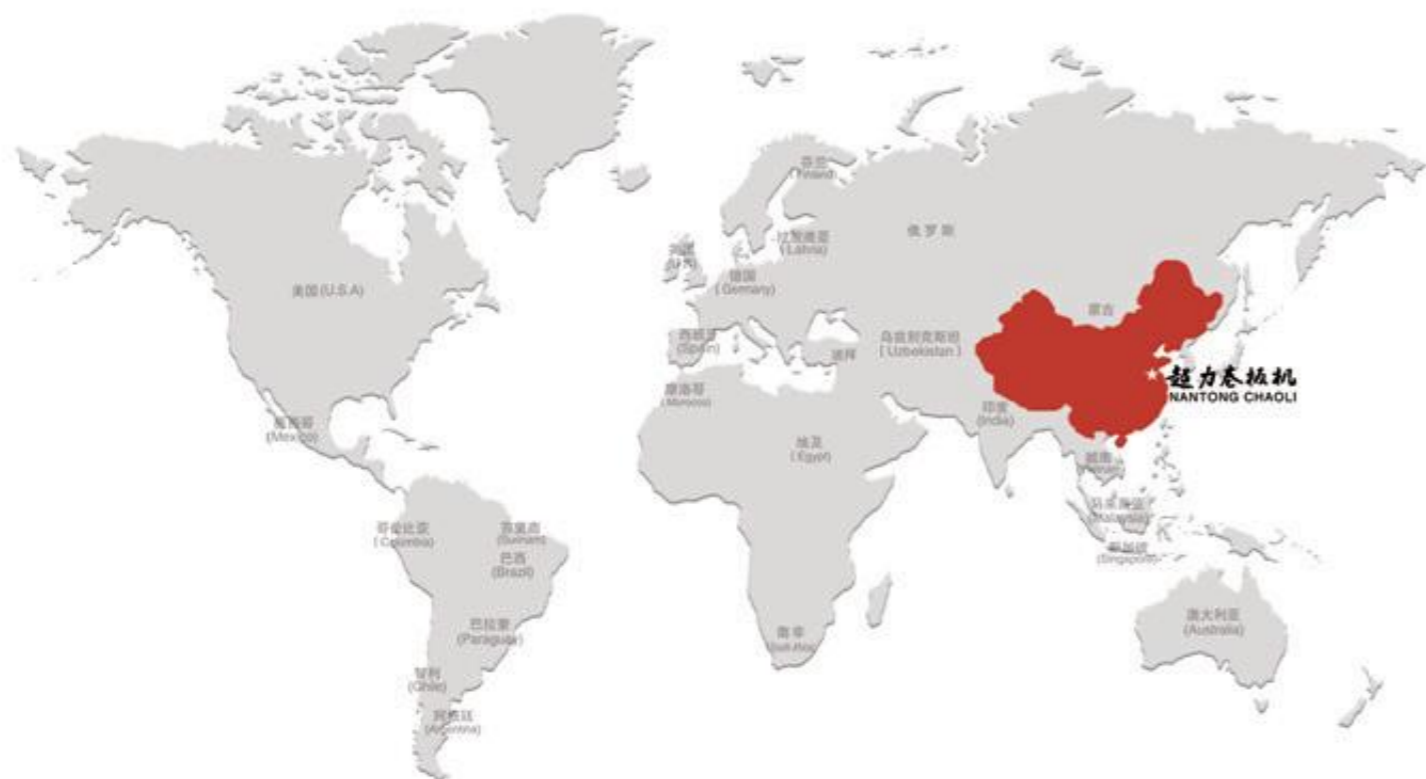 芬兰
( Finland
拉脱维亚
( Latvia)
俄 罗 斯
英国
(U.K)
德国
( Germany)
美国(U.S.A)
蒙古
西班牙
(Spain)
迪拜
乌兹别克斯坦
( Uzbekistan )
超力卷板机
NANTONG CHAOLI
摩洛哥
(Morocco)
印度
(India)
墨西哥
(Mexico)
埃及
( Egypt)
越南
马来西亚
(Malaysia)
哥伦比亚
( Columbia)
苏里南
(Surinam)
新加坡
(Singapore)
巴西
(Brazil)
澳大利亚
(Australia)
巴拉圭
(Paraguay)
南非
智利
(Chile)
阿根廷
(Argentina)